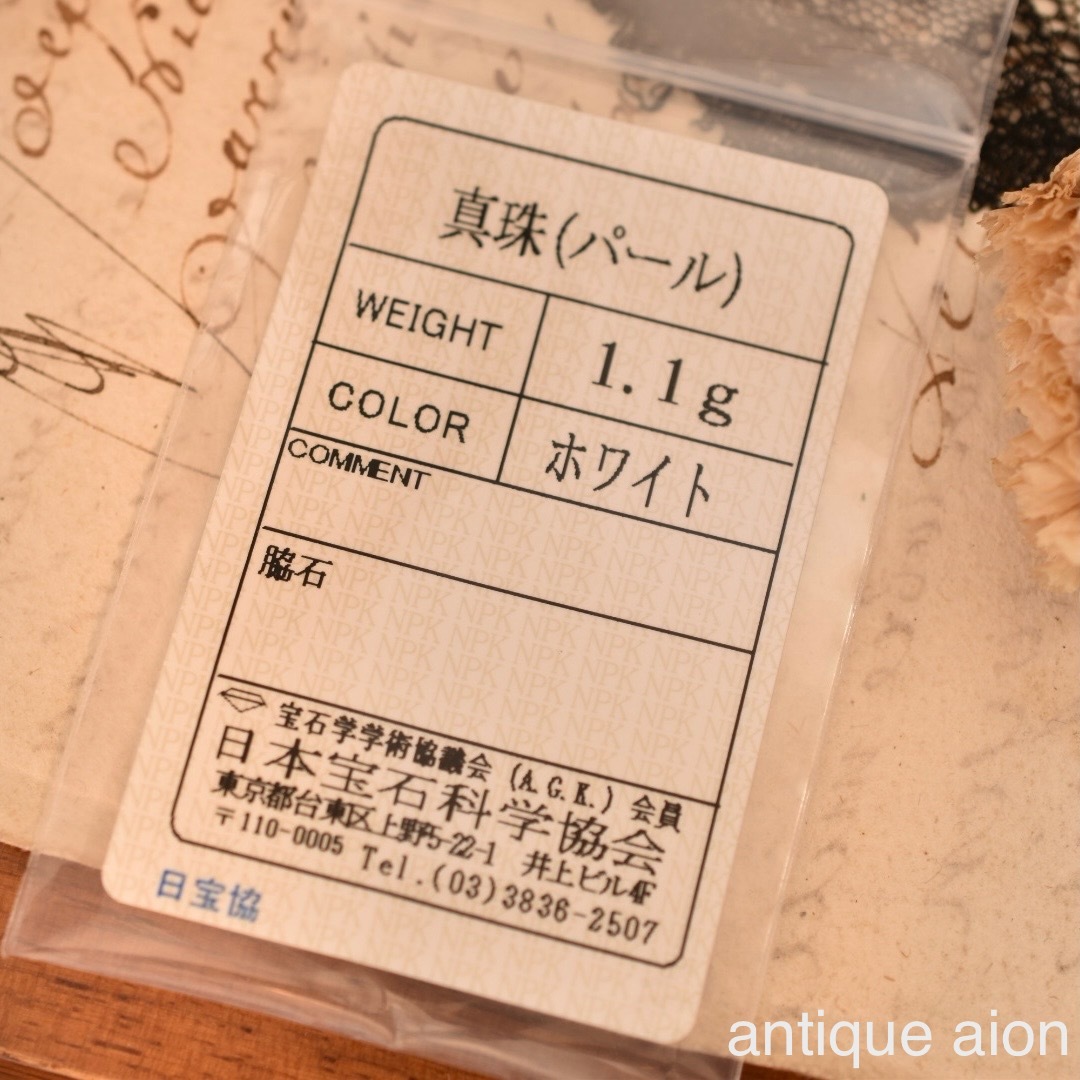 真珠(パール)
WEIGHT 1.1g
COLOR ホワイト
COMMENT
脇石
宝石学学術協議会 (A.G.K.) 会員
日本宝石科学協会
東京都台東区上野5-22-1 井上ビル4F
〒110-0005 Tel.(03)3836-2507
日宝協
antique aion